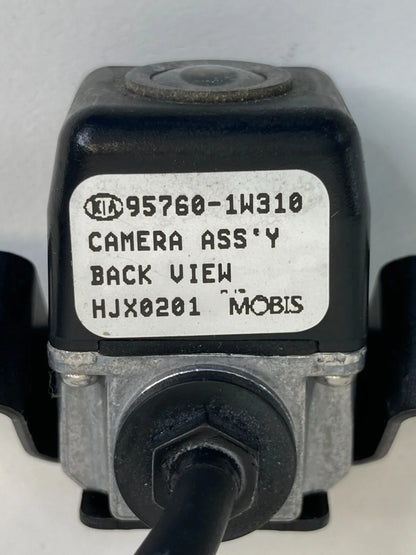 KIA 95760-1W310
CAMERA ASS'Y
BACK VIEW
HJX0201 MOBIS